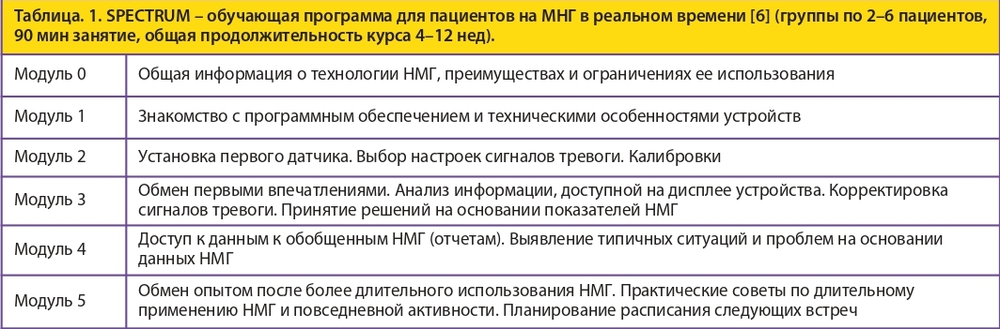 Таблица. 1. SPECTRUM – обучающая программа для пациентов на МНГ в реальном времени [6] (группы по 2–6 пациентов,
90 мин занятие, общая продолжительность курса 4–12 нед).
Модуль 0 Общая информация о технологии НМГ, преимуществах и ограничениях ее использования
Модуль 1 Знакомство с программным обеспечением и техническими особенностями устройств
Модуль 2 Установка первого датчика. Выбор настроек сигналов тревоги. Калибровки
Модуль 3 Обмен первыми впечатлениями. Анализ информации, доступной на дисплее устройства. Корректировка
сигналов тревоги. Принятие решений на основании показателей НМГ
Модуль 4 Доступ к данным к обобщенным НМГ (отчетам). Выявление типичных ситуаций и проблем на основании
данных НМГ
Модуль 5 Обмен опытом после более длительного использования НМГ. Практические советы по длительному
применению НМГ и повседневной активности. Планирование расписания следующих встреч